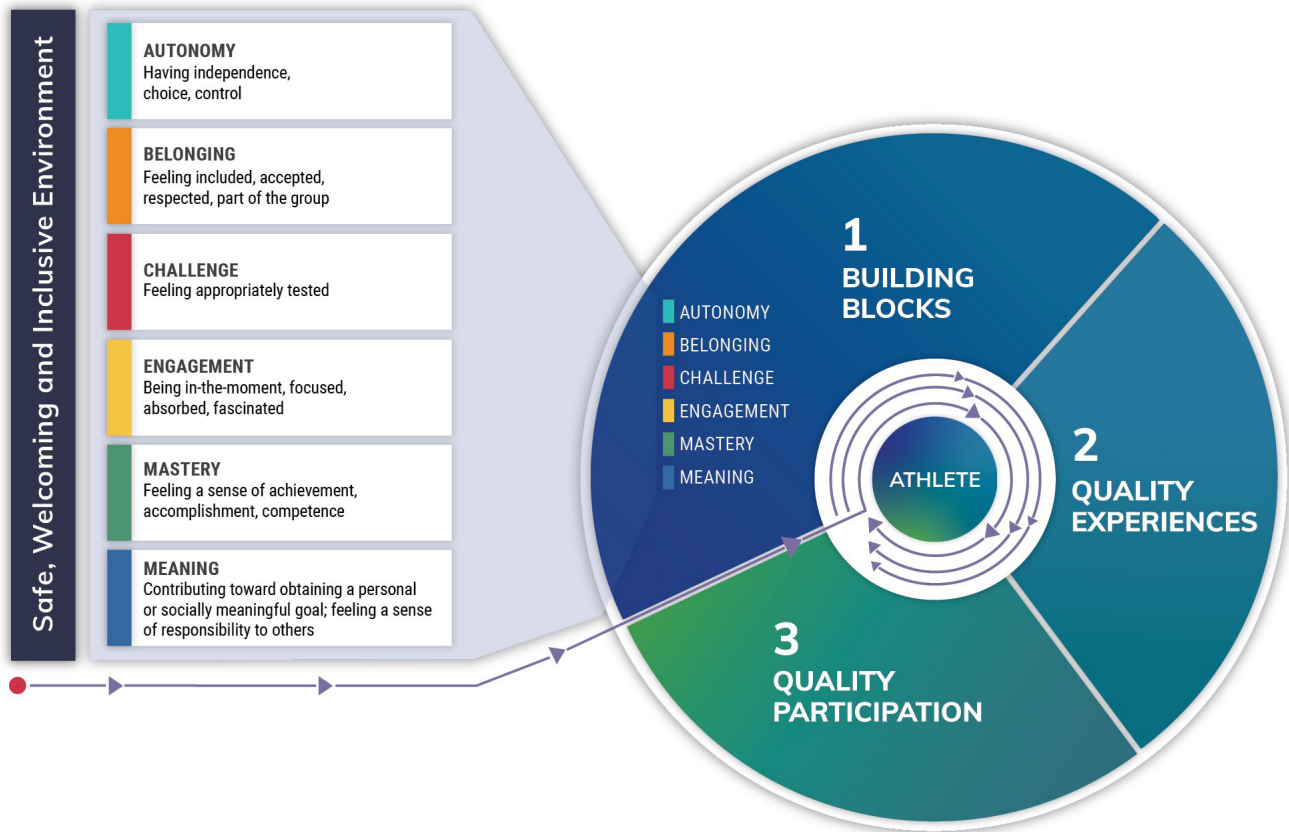 Safe, Welcoming and Inclusive Environment
AUTONOMY
Having independence,
choice, control
BELONGING
Feeling included, accepted,
respected, part of the group
CHALLENGE
Feeling appropriately tested
ENGAGEMENT
Being in-the-moment, focused,
absorbed, fascinated
MASTERY
Feeling a sense of achievement,
accomplishment, competence
MEANING
Contributing toward obtaining a personal
or socially meaningful goal; feeling a sense
of responsibility to others
1
BUILDING
BLOCKS
AUTONOMY
BELONGING
CHALLENGE
ENGAGEMENT
MASTERY
MEANING
ATHLETE
2
QUALITY
EXPERIENCES
3
QUALITY
PARTICIPATION